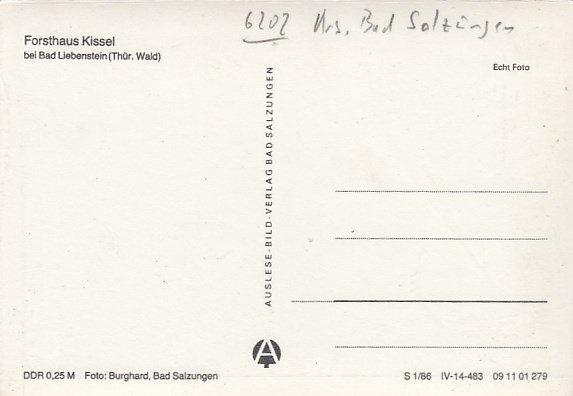 6202 Krs. Bad Salzungen
Forsthaus Kissel
bei Bad Liebenstein (Thür. Wald)
Echt Foto
AUSLESE-BILD-VERLAG BAD SALZUNGEN
A
DDR 0,25 M Foto: Burghard, Bad Salzungen
S 1/86 IV-14-483 09 11 01 279